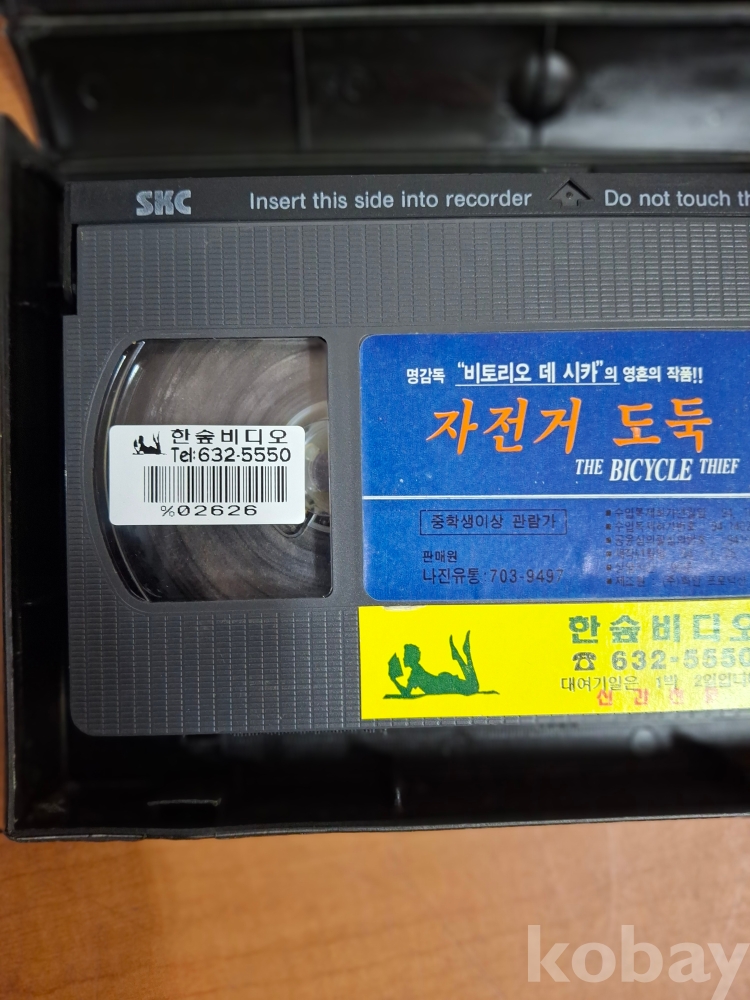 SKC Insert this side into recorder Do not touch th
한숲비디오
Tel:632-5550
%02626
명감독 "비토리오 데 시카"의 영혼의 작품!!
자전거 도둑
THE BICYCLE THIEF
중학생이상 관람가
판매원
나진유통:703-9497
한숲비디오
☎ 632-5550
대여기일은 1박 2일입니
신간
kobay